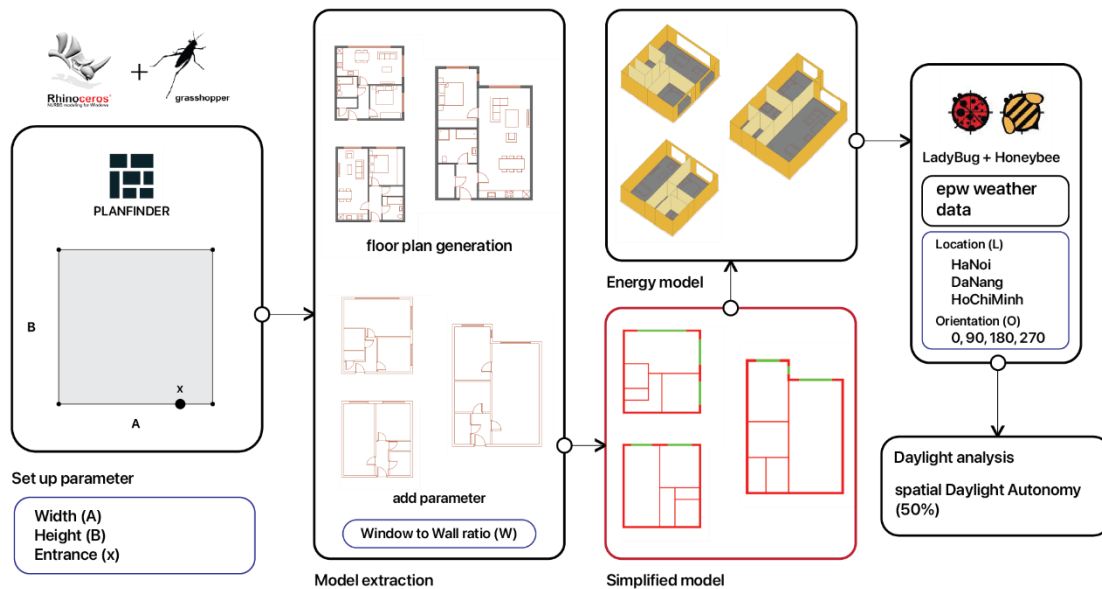 Rhinoceros®
NURBS modeling for Windows
+
grasshopper
PLANFINDER
B
x
A
Set up parameter
Width (A)
Height (B)
Entrance (x)
floor plan generation
add parameter
Window to Wall ratio (W)
Model extraction
Energy model
Simplified model
LadyBug + Honeybee
epw weather
data
Location (L)
HaNoi
DaNang
HoChiMinh
Orientation (O)
0, 90, 180, 270
Daylight analysis
spatial Daylight Autonomy
(50%)